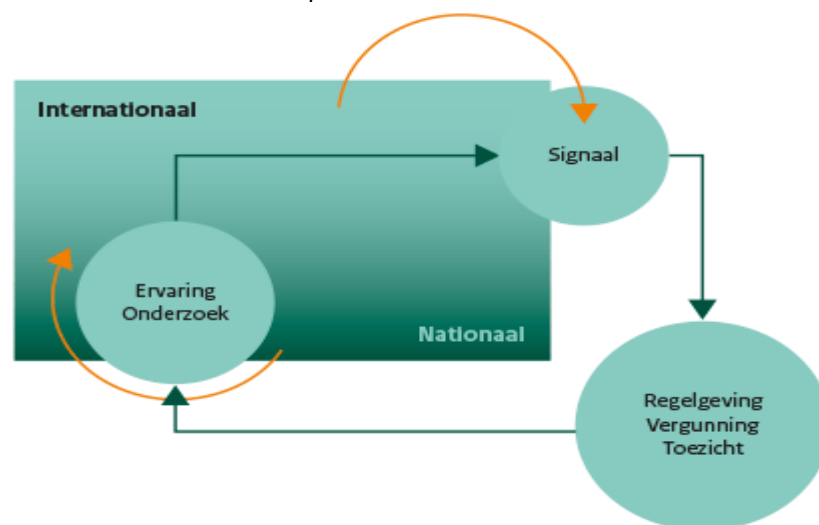 Internationaal
Signaal
Ervaring
Onderzoek
Nationaal
Regelgeving
Vergunning
Toezicht